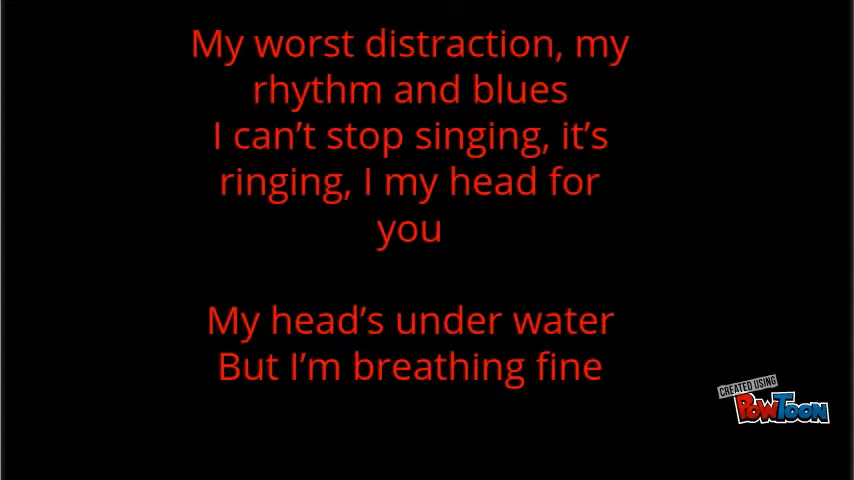 My worst distraction, my
rhythm and blues
I can’t stop singing, it’s
ringing, I my head for
you
My head’s under water
But I’m breathing fine
CREATED USING
POWTOON